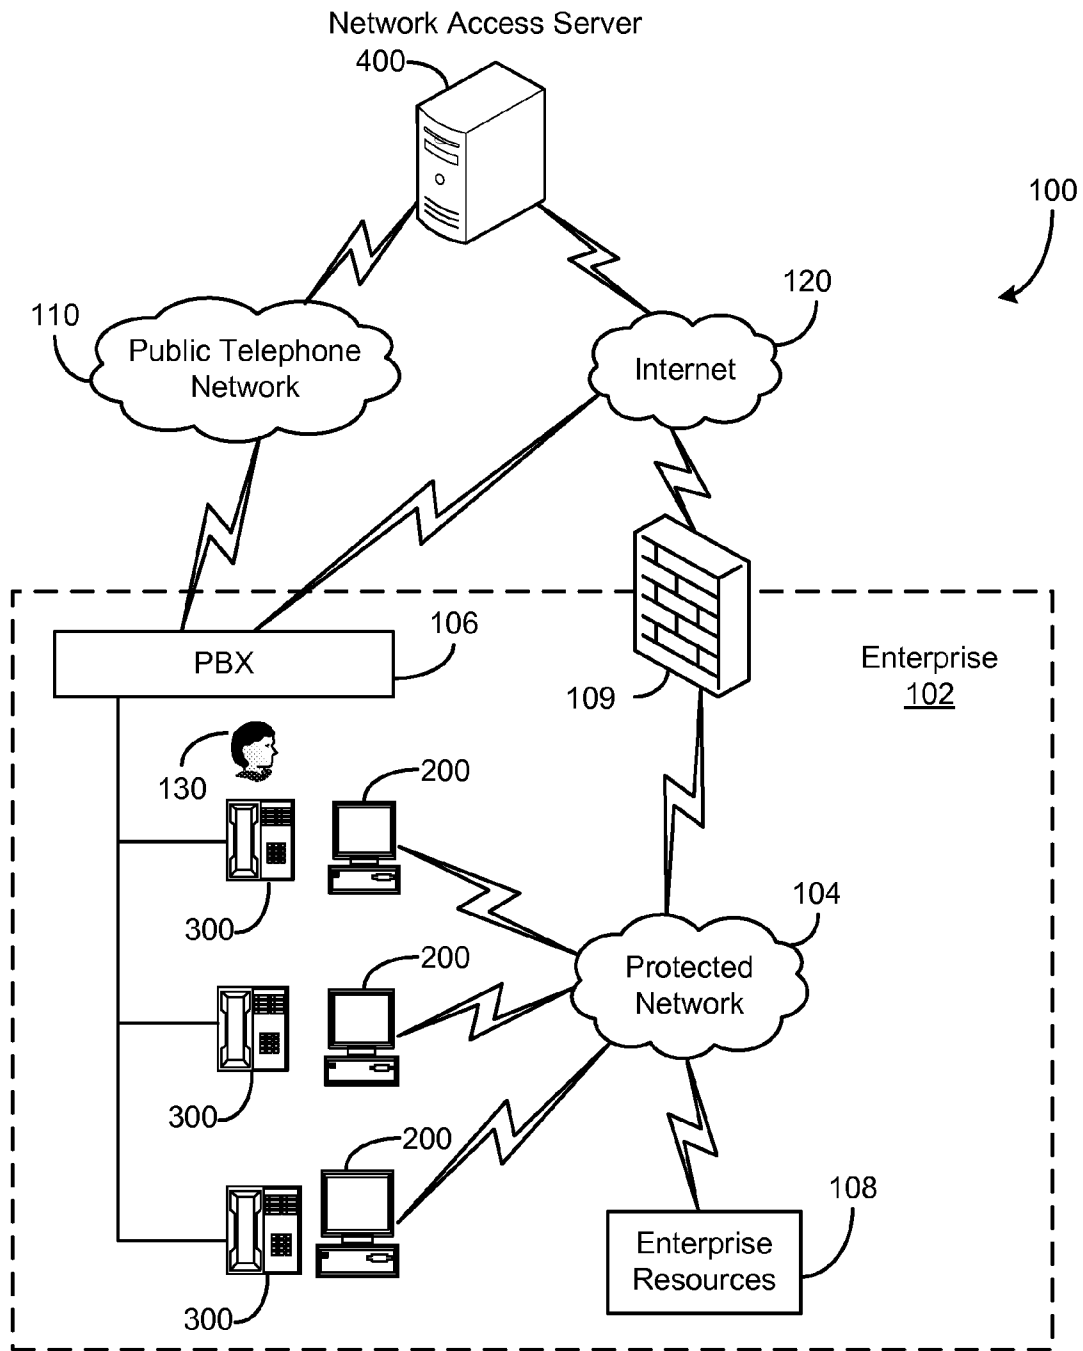 Network Access Server
400
100
120
110
Public Telephone
Network
Internet
106
PBX
Enterprise
102
109
130
200
300
104
200
Protected
Network
300
200
108
Enterprise
Resources
300